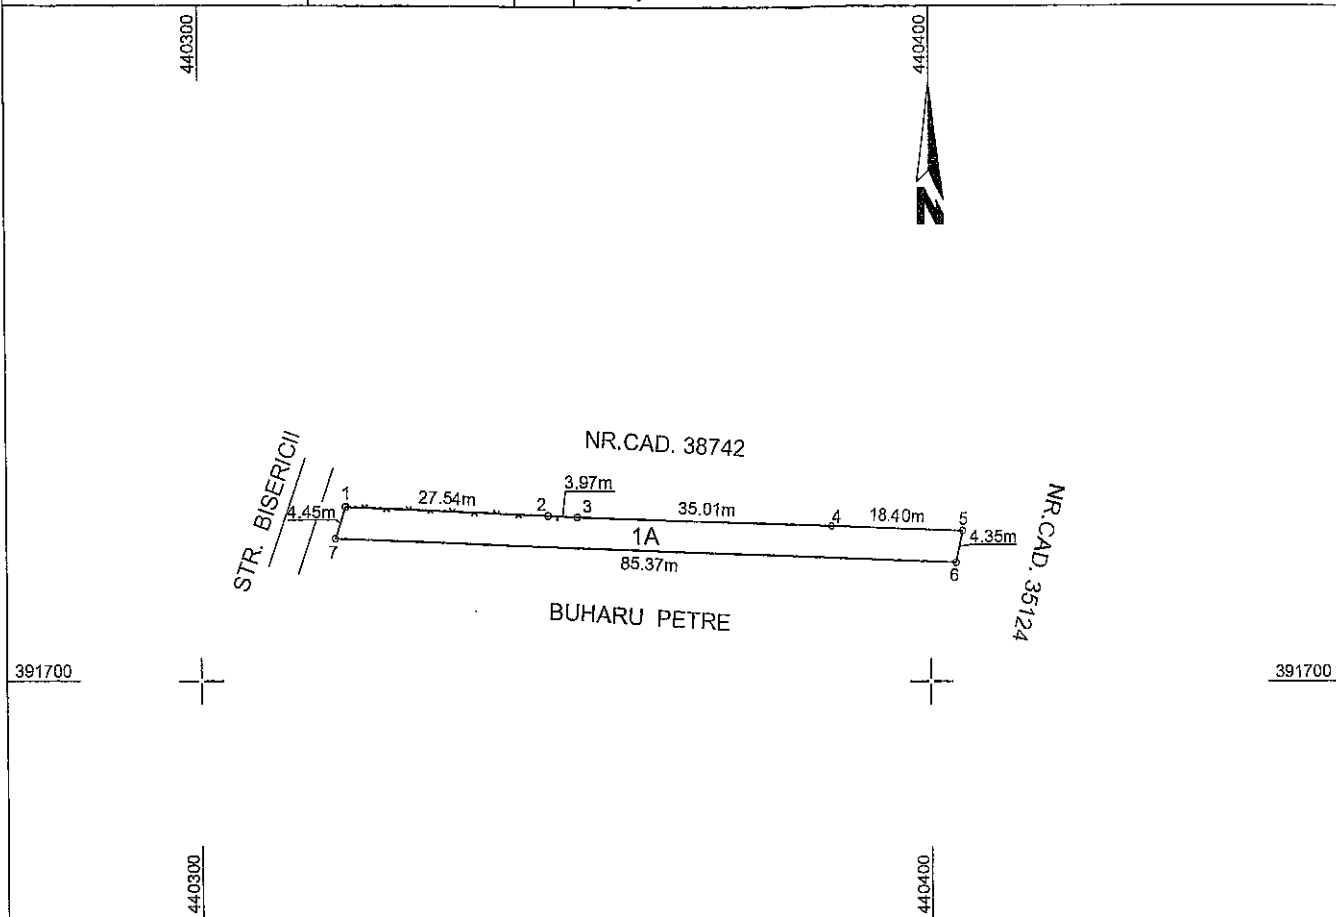 440300
440400
N
NR.CAD. 38742
STR. BISERICII
NR.CAD. 35124
1
27.54m
2
3.97m
3
35.01m
4
18.40m
5
4.45m
4.35m
7
1A
85.37m
6
BUHARU PETRE
391700
391700
440300
440400